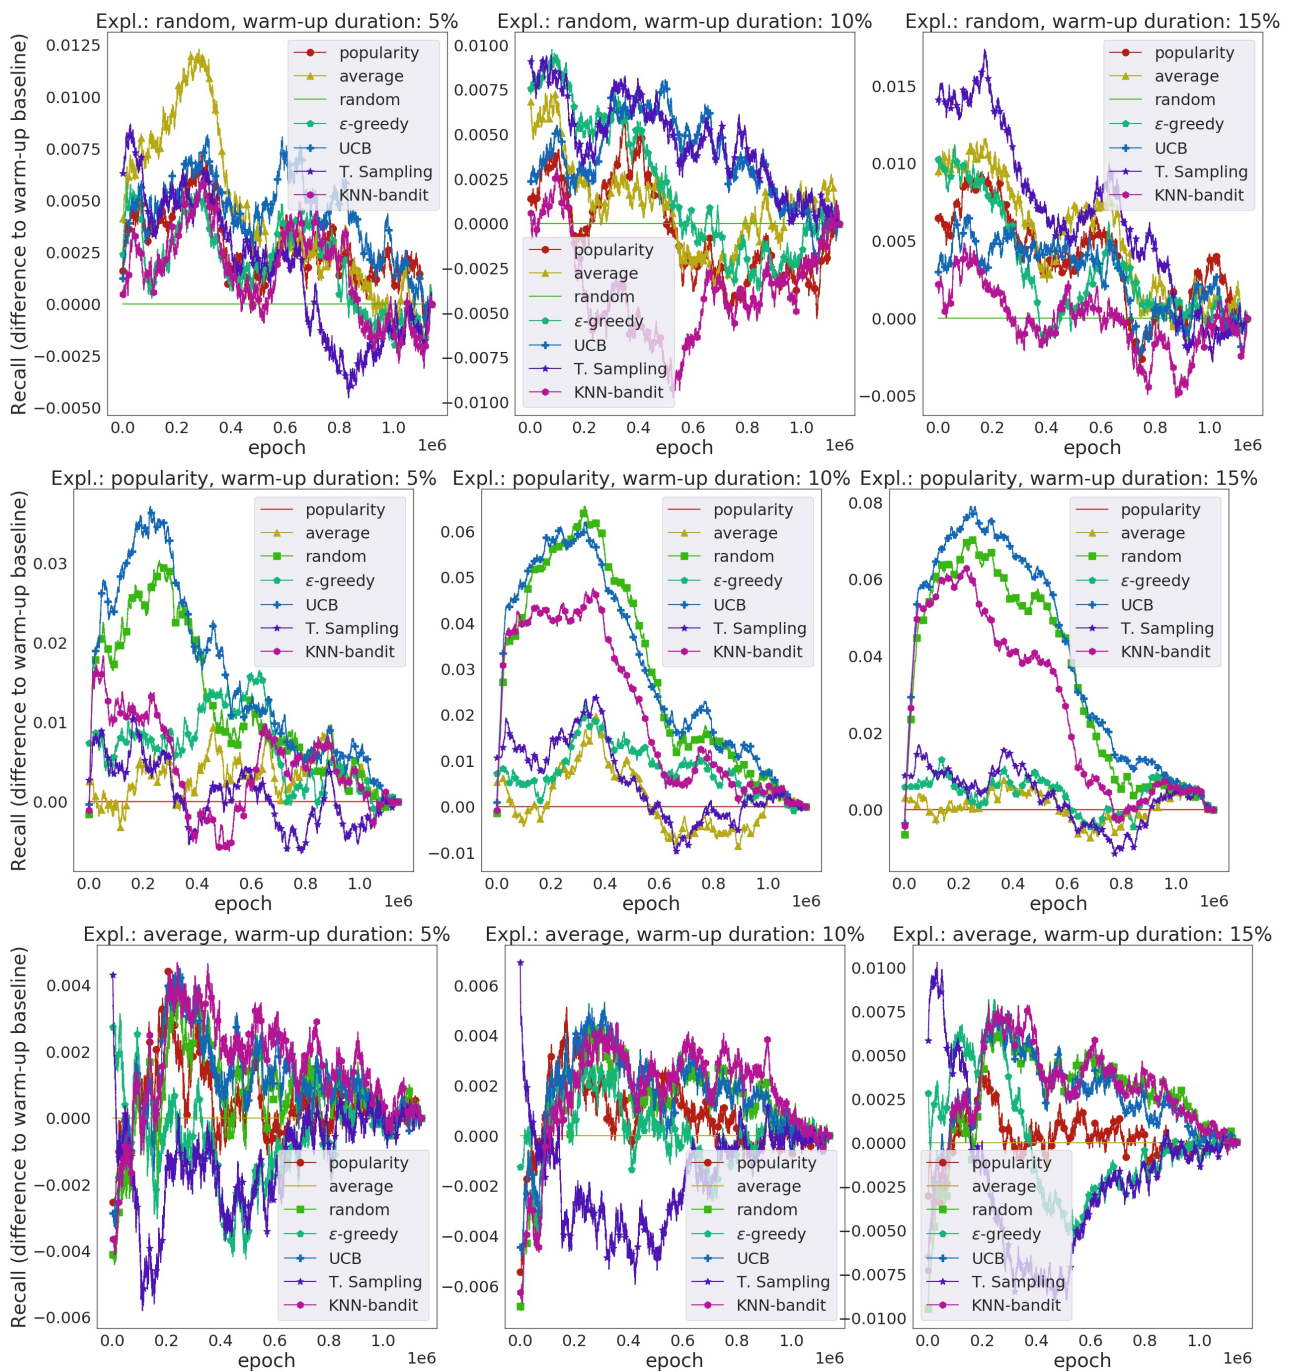 Expl.: random, warm-up duration: 5%
Expl.: random, warm-up duration: 10%
Expl.: random, warm-up duration: 15%
Recall (difference to warm-up baseline)
0.0125
0.0100
0.0075
0.0050
0.0025
0.0000
−0.0025
−0.0050
popularity
average
random
ε-greedy
UCB
T. Sampling
KNN-bandit
0.0 0.2 0.4 0.6 0.8 1.0
1e6
epoch
0.0100
0.0075
0.0050
0.0025
0.0000
−0.0025
−0.0050
−0.0075
−0.0100
popularity
average
random
ε-greedy
UCB
T. Sampling
KNN-bandit
0.0 0.2 0.4 0.6 0.8 1.0
1e6
epoch
0.015
0.010
0.005
0.000
−0.005
popularity
average
random
ε-greedy
UCB
T. Sampling
KNN-bandit
0.0 0.2 0.4 0.6 0.8 1.0
1e6
epoch
Expl.: popularity, warm-up duration: 5%
Expl.: popularity, warm-up duration: 10%
Expl.: popularity, warm-up duration: 15%
Recall (difference to warm-up baseline)
0.03
0.02
0.01
0.00
popularity
average
random
ε-greedy
UCB
T. Sampling
KNN-bandit
0.0 0.2 0.4 0.6 0.8 1.0
1e6
epoch
0.06
0.05
0.04
0.03
0.02
0.01
0.00
−0.01
popularity
average
random
ε-greedy
UCB
T. Sampling
KNN-bandit
0.0 0.2 0.4 0.6 0.8 1.0
1e6
epoch
0.08
0.06
0.04
0.02
0.00
popularity
average
random
ε-greedy
UCB
T. Sampling
KNN-bandit
0.0 0.2 0.4 0.6 0.8 1.0
1e6
epoch
Expl.: average, warm-up duration: 5%
Expl.: average, warm-up duration: 10%
Expl.: average, warm-up duration: 15%
Recall (difference to warm-up baseline)
0.004
0.002
0.000
−0.002
−0.004
−0.006
popularity
average
random
ε-greedy
UCB
T. Sampling
KNN-bandit
0.0 0.2 0.4 0.6 0.8 1.0
1e6
epoch
0.006
0.004
0.002
0.000
−0.002
−0.004
−0.006
popularity
average
random
ε-greedy
UCB
T. Sampling
KNN-bandit
0.0 0.2 0.4 0.6 0.8 1.0
1e6
epoch
0.0100
0.0075
0.0050
0.0025
0.0000
−0.0025
−0.0050
−0.0075
−0.0100
popularity
average
random
ε-greedy
UCB
T. Sampling
KNN-bandit
0.0 0.2 0.4 0.6 0.8 1.0
1e6
epoch